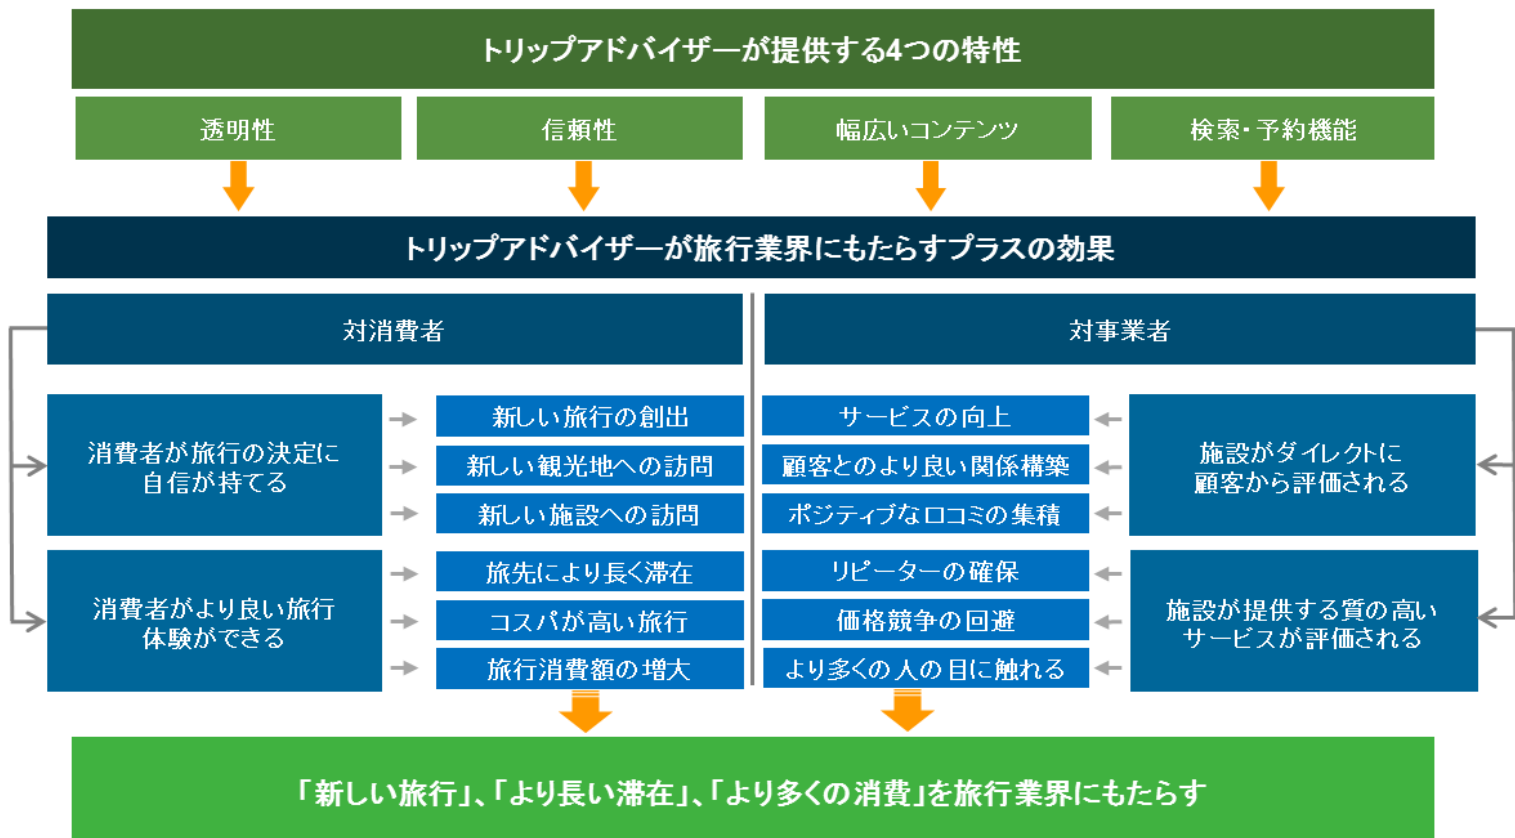 トリップアドバイザーが提供する4つの特性
透明性
信頼性
幅広いコンテンツ
検索・予約機能
トリップアドバイザーが旅行業界にもたらすプラスの効果
対消費者
対事業者
消費者が旅行の決定に
自信が持てる
新しい旅行の創出
新しい観光地への訪問
新しい施設への訪問
消費者がより良い旅行
体験ができる
旅先により長く滞在
コスパが高い旅行
旅行消費額の増大
サービスの向上
顧客とのより良い関係構築
ポジティブな口コミの集積
施設がダイレクトに
顧客から評価される
リピーターの確保
価格競争の回避
より多くの人の目に触れる
施設が提供する質の高い
サービスが評価される
「新しい旅行」、「より長い滞在」、「より多くの消費」を旅行業界にもたらす